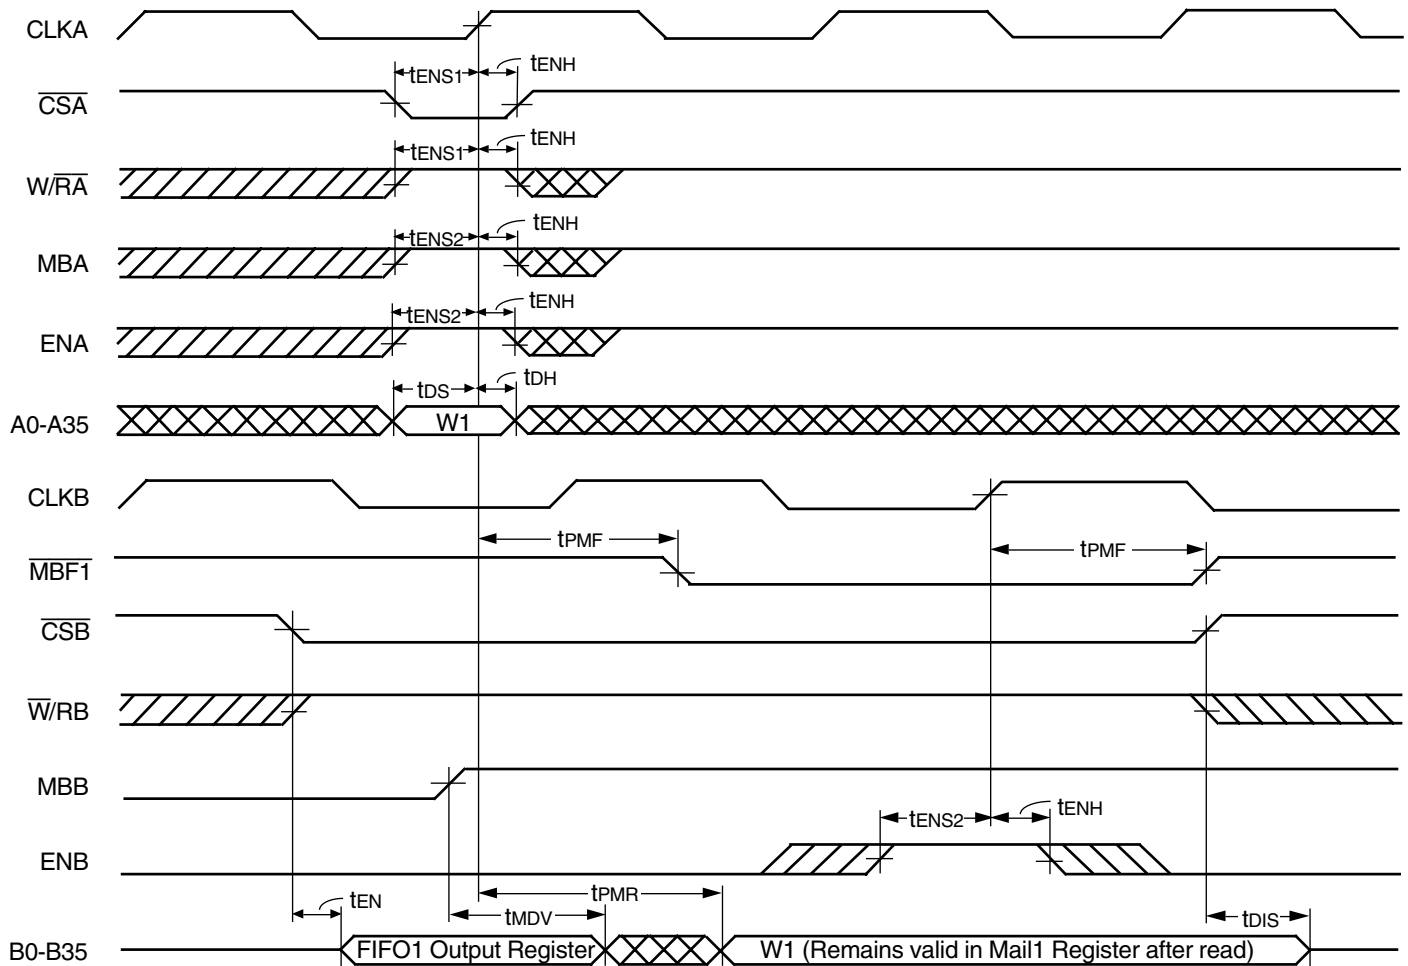 CLKA
tENS1 tENH
CSA
tENS1 tENH
W/RA
tENS2 tENH
MBA
tENS2 tENH
ENA
tDS tDH
A0-A35 W1
CLKB
tPMF tPMF
MBF1
CSB
W/RB
MBB
tENS2 tENH
ENB
tEN tPMR
tMDV tDIS
B0-B35 FIFO1 Output Register W1 (Remains valid in Mail1 Register after read)